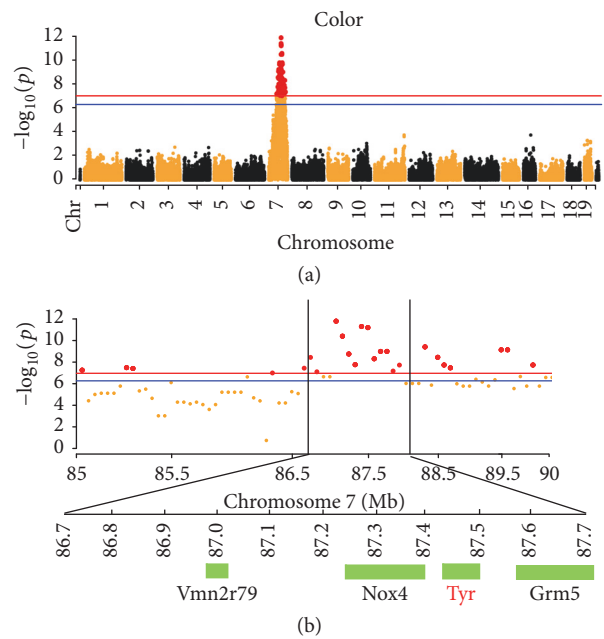 (a)
Color
−log₁₀(p)
12
10
8
6
4
2
0
Chr 1 2 3 4 5 6 7 8 9 10 11 12 13 14 15 16 17 18 19
Chromosome
(a)
−log₁₀(p)
12
10
8
6
4
2
0
85 85.5 86.5 87.5 88.5 89.5 90
Chromosome 7 (Mb)
86.7 86.8 86.9 87.0 87.1 87.2 87.3 87.4 87.5 87.6 87.7
Vmn2r79 Nox4 Tyr Grm5
(b)